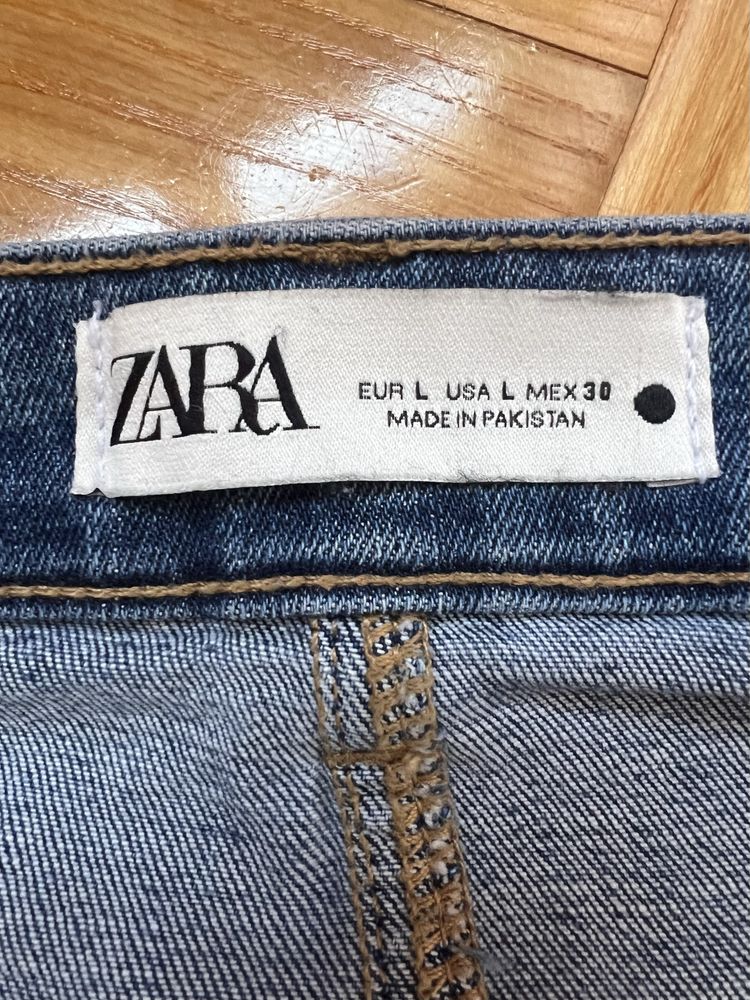 ZARA
EUR L USA L MEX 30
MADE IN PAKISTAN